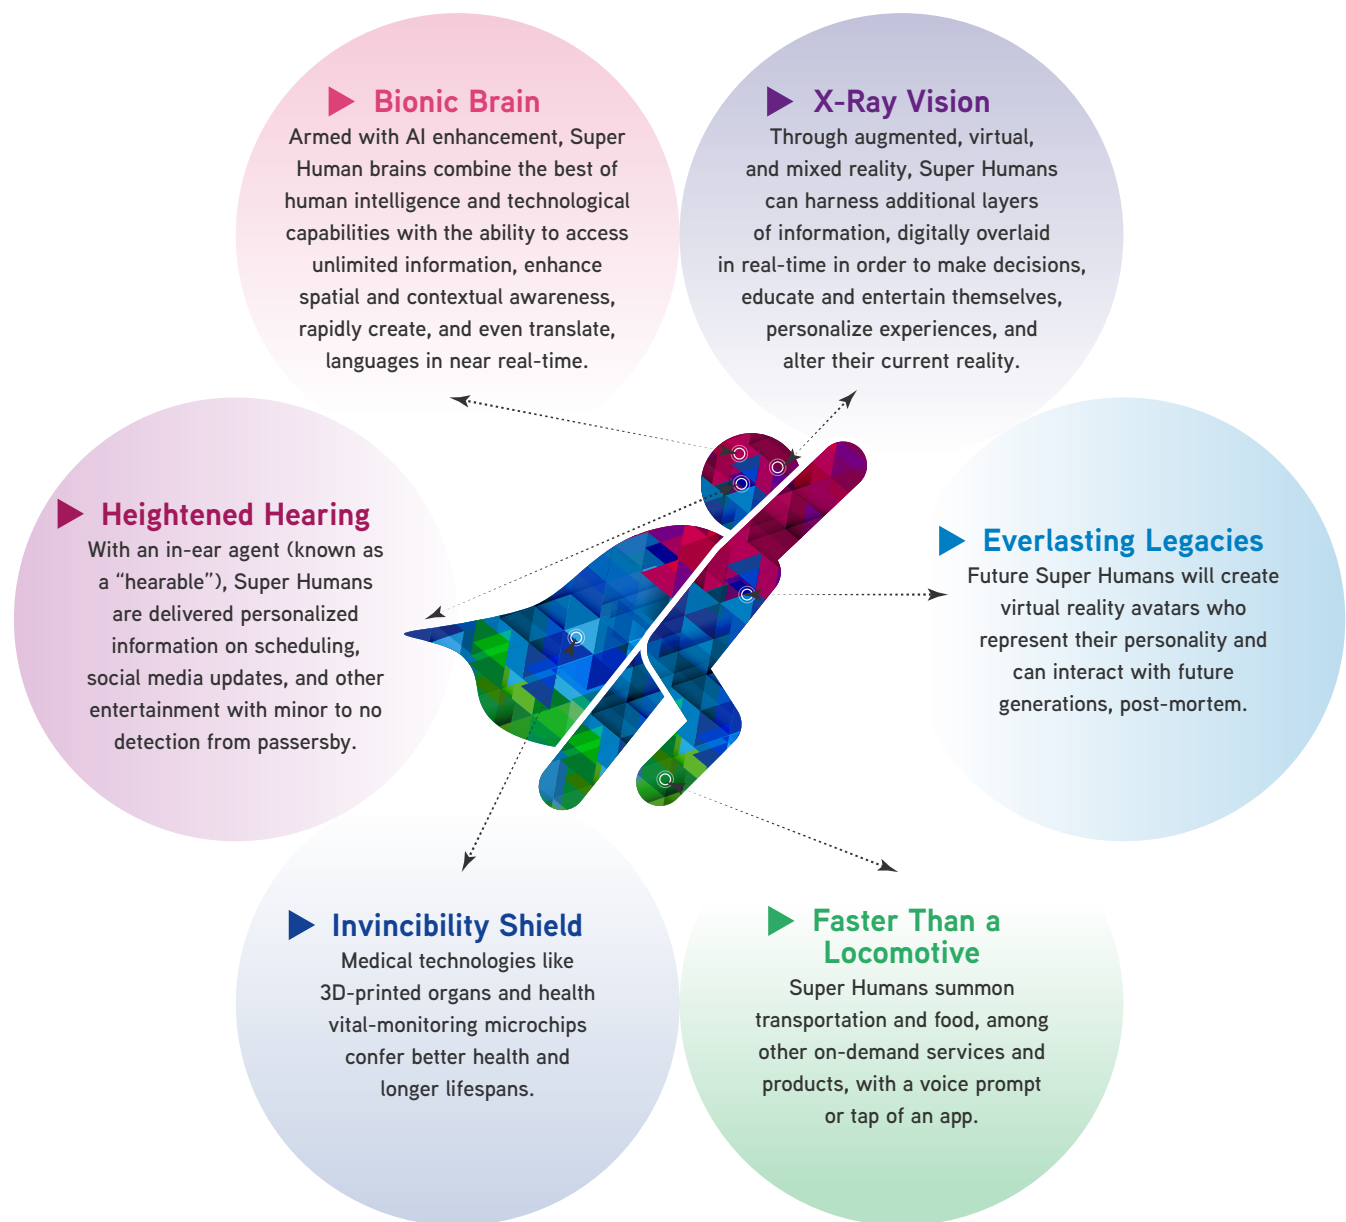 Bionic Brain
Armed with AI enhancement, Super
Human brains combine the best of
human intelligence and technological
capabilities with the ability to access
unlimited information, enhance
spatial and contextual awareness,
rapidly create, and even translate,
languages in near real-time.
X-Ray Vision
Through augmented, virtual,
and mixed reality, Super Humans
can harness additional layers
of information, digitally overlaid
in real-time in order to make decisions,
educate and entertain themselves,
personalize experiences, and
alter their current reality.
Heightened Hearing
With an in-ear agent (known as
a “hearable”), Super Humans
are delivered personalized
information on scheduling,
social media updates, and other
entertainment with minor to no
detection from passersby.
Everlasting Legacies
Future Super Humans will create
virtual reality avatars who
represent their personality and
can interact with future
generations, post-mortem.
Invincibility Shield
Medical technologies like
3D-printed organs and health
vital-monitoring microchips
confer better health and
longer lifespans.
Faster Than a
Locomotive
Super Humans summon
transportation and food, among
other on-demand services and
products, with a voice prompt
or tap of an app.